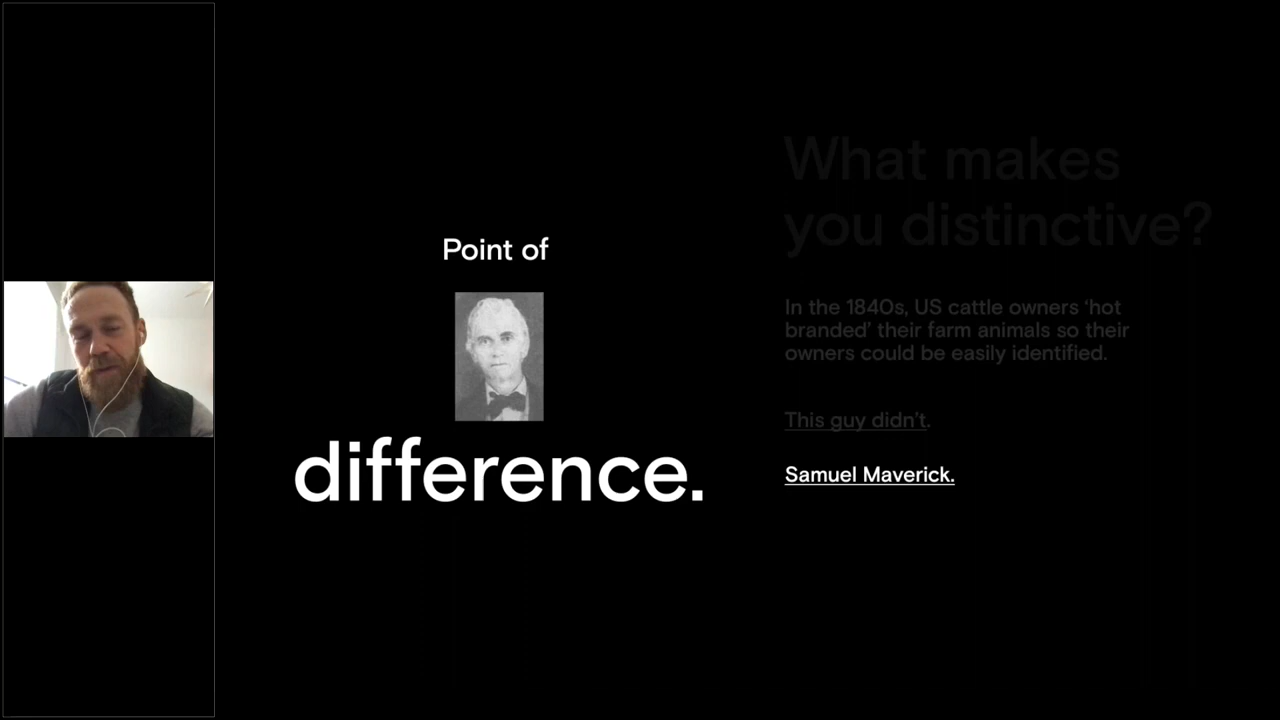 Point of
difference.
What makes
you distinctive?
In the 1840s, US cattle owners ‘hot
branded’ their farm animals so their
owners could be easily identified.
This guy didn’t.
Samuel Maverick.